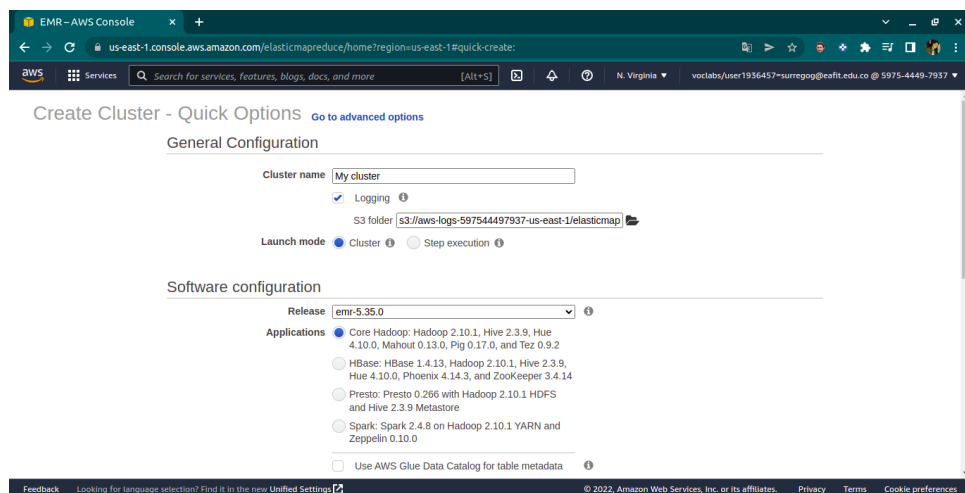 EMR – AWS Console
us-east-1.console.aws.amazon.com/elasticmapreduce/home?region=us-east-1#quick-create:
aws
Services
Search for services, features, blogs, docs, and more
[Alt+S]
N. Virginia
voclabs/user1936457=surregog@eafit.edu.co @ 5975-4449-7937
Create Cluster - Quick Options Go to advanced options
General Configuration
Cluster name My cluster
Logging
S3 folder s3://aws-logs-597544497937-us-east-1/elasticmap
Launch mode Cluster Step execution
Software configuration
Release emr-5.35.0
Applications Core Hadoop: Hadoop 2.10.1, Hive 2.3.9, Hue
4.10.0, Mahout 0.13.0, Pig 0.17.0, and Tez 0.9.2
HBase: HBase 1.4.13, Hadoop 2.10.1, Hive 2.3.9,
Hue 4.10.0, Phoenix 4.14.3, and ZooKeeper 3.4.14
Presto: Presto 0.266 with Hadoop 2.10.1 HDFS
and Hive 2.3.9 Metastore
Spark: Spark 2.4.8 on Hadoop 2.10.1 YARN and
Zeppelin 0.10.0
Use AWS Glue Data Catalog for table metadata
Feedback Looking for language selection? Find it in the new Unified Settings © 2022, Amazon Web Services, Inc. or its affiliates. Privacy Terms Cookie preferences